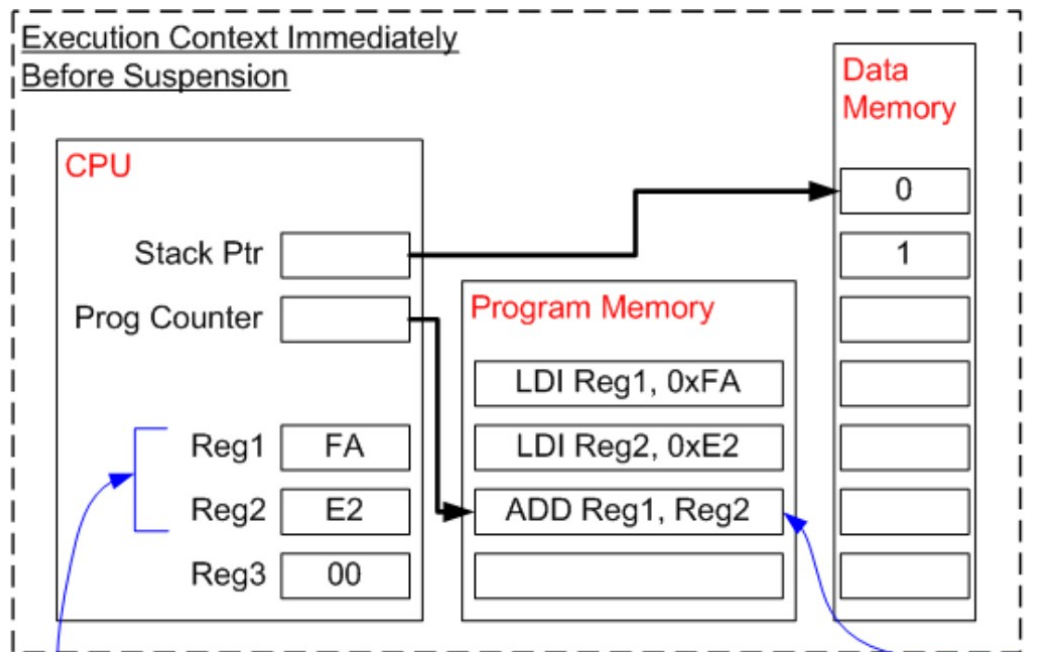 Execution Context Immediately
Before Suspension
CPU
Stack Ptr
Prog Counter
Reg1 FA
Reg2 E2
Reg3 00
Program Memory
LDI Reg1, 0xFA
LDI Reg2, 0xE2
ADD Reg1, Reg2
Data
Memory
0
1